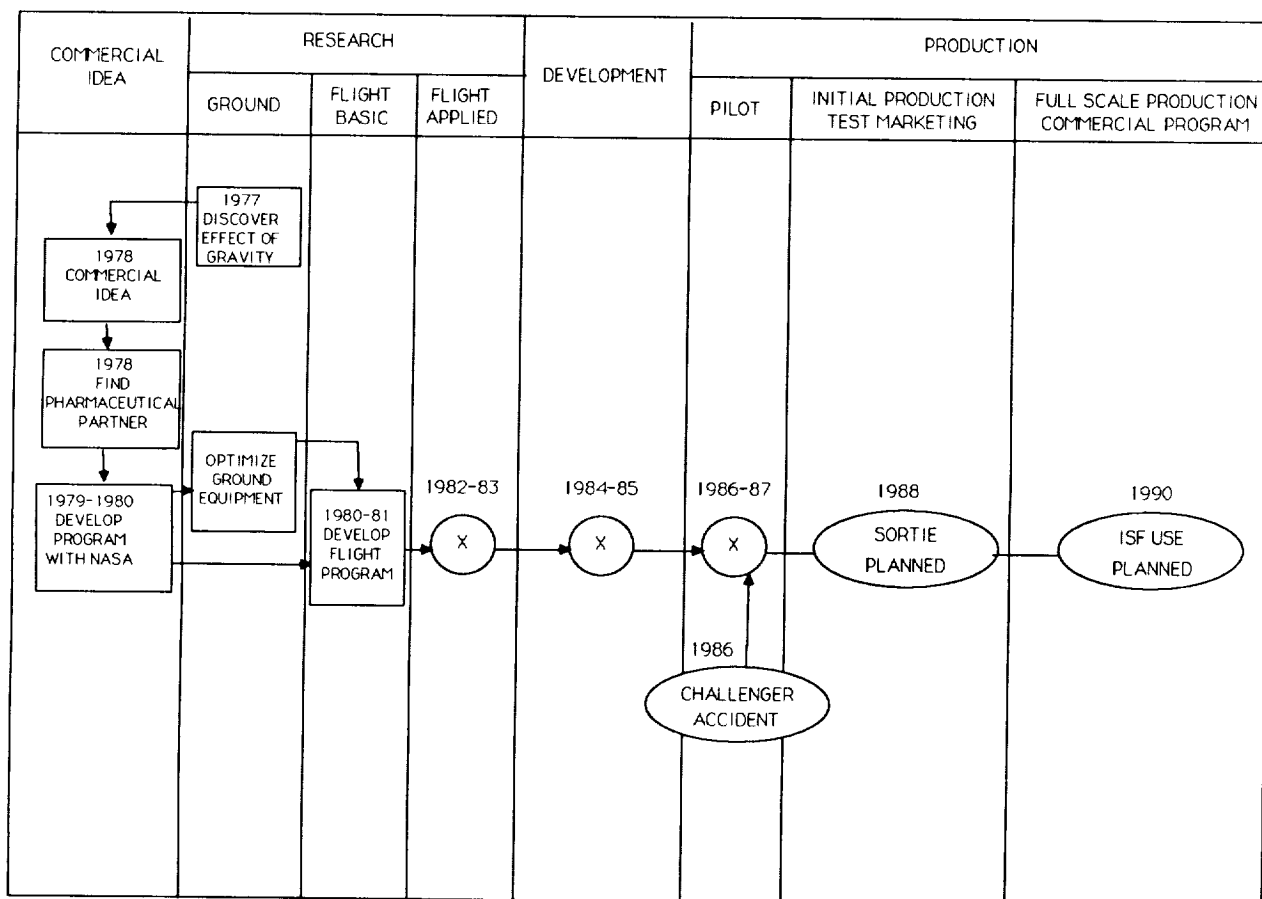 COMMERCIAL
IDEA
RESEARCH
GROUND
FLIGHT
BASIC
FLIGHT
APPLIED
DEVELOPMENT
PRODUCTION
PILOT
INITIAL PRODUCTION
TEST MARKETING
FULL SCALE PRODUCTION
COMMERCIAL PROGRAM
1977
DISCOVER
EFFECT OF
GRAVITY
1978
COMMERCIAL
IDEA
1978
FIND
PHARMACEUTICAL
PARTNER
1979-1980
DEVELOP
PROGRAM
WITH NASA
OPTIMIZE
GROUND
EQUIPMENT
1980-81
DEVELOP
FLIGHT
PROGRAM
1982-83
X
1984-85
X
1986-87
X
1988
SORTIE
PLANNED
1990
ISF USE
PLANNED
1986
CHALLENGER
ACCIDENT